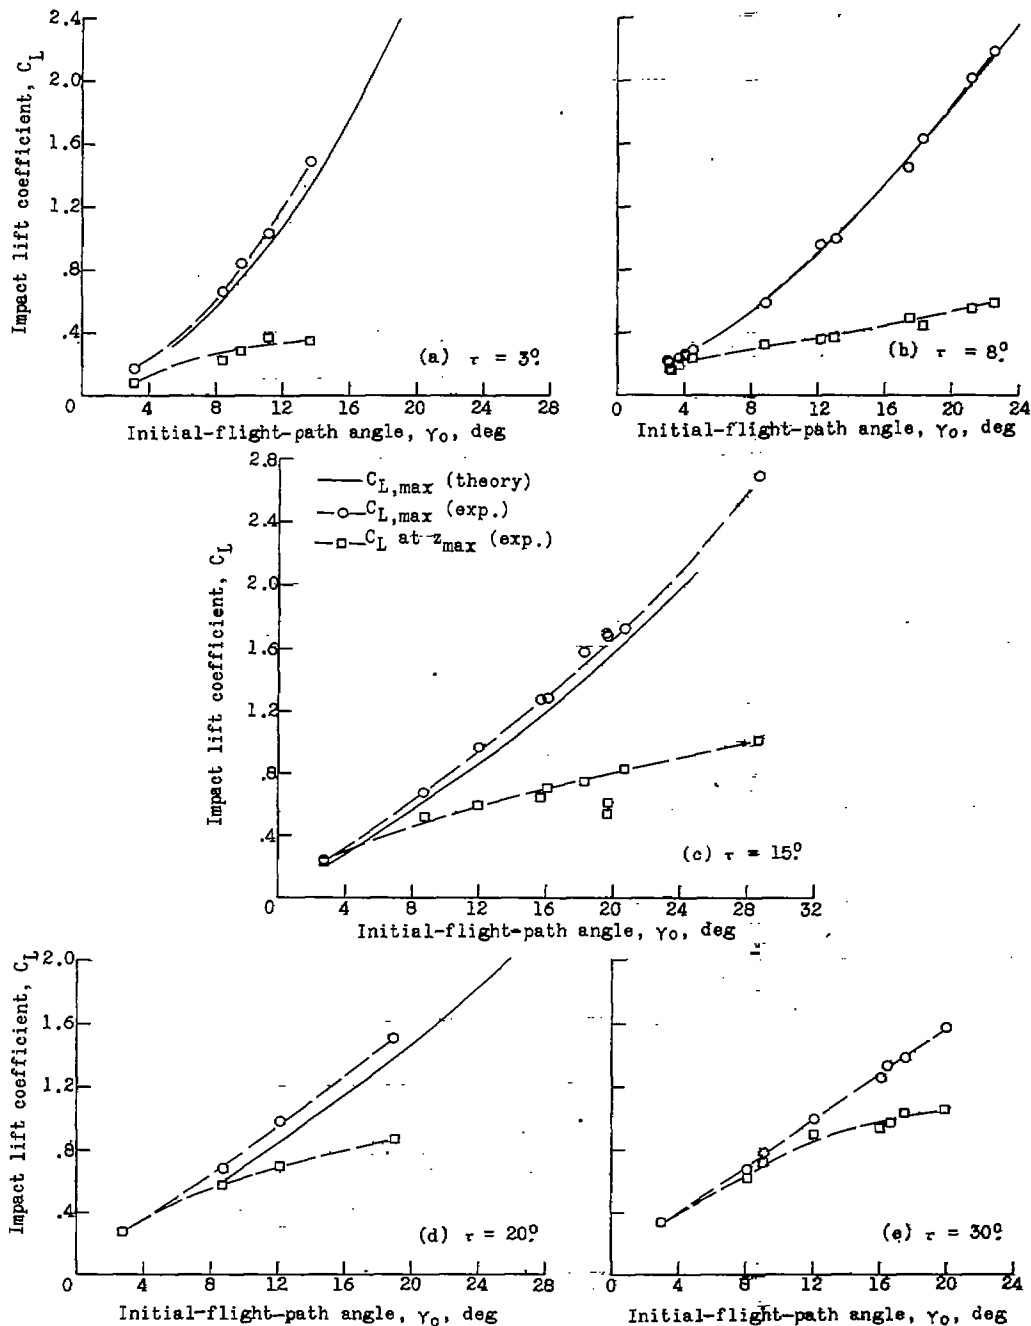 2.4
2.0
1.6
1.2
.8
.4
0
Impact lift coefficient, C_L
(a) τ = 3°.
4 8 12 16 20 24 28
Initial-flight-path angle, γ₀, deg
(b) τ = 8°.
0 4 8 12 16 20 24
Initial-flight-path angle, γ₀, deg
2.8
2.4
2.0
1.6
1.2
.8
.4
0
Impact lift coefficient, C_L
C_L,max (theory)
C_L,max (exp.)
C_L at z_max (exp.)
(c) τ = 15°.
4 8 12 16 20 24 28 32
Initial-flight-path angle, γ₀, deg
2.0
1.6
1.2
.8
.4
0
Impact lift coefficient, C_L
(d) τ = 20°.
4 8 12 16 20 24 28
Initial-flight-path angle, γ₀, deg
(e) τ = 30°.
0 4 8 12 16 20 24
Initial-flight-path angle, γ₀, deg